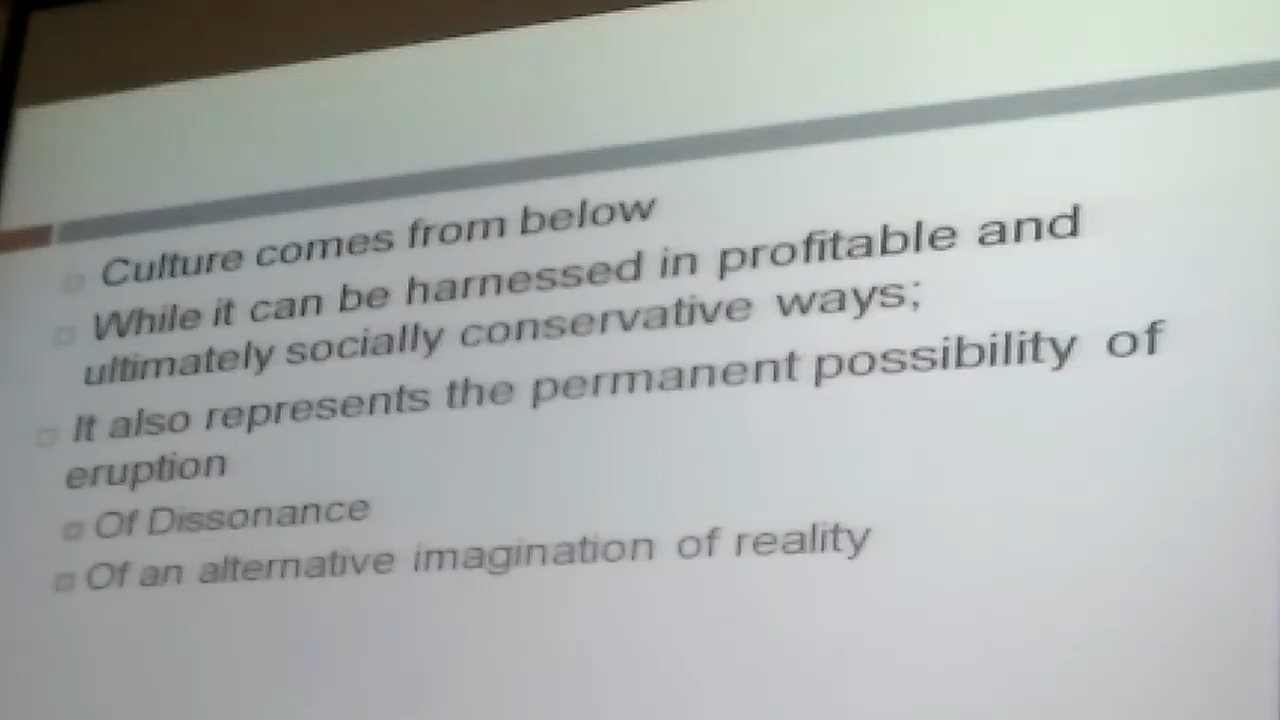 Culture comes from below
While it can be harnessed in profitable and
ultimately socially conservative ways;
It also represents the permanent possibility of
eruption
Of Dissonance
Of an alternative imagination of reality